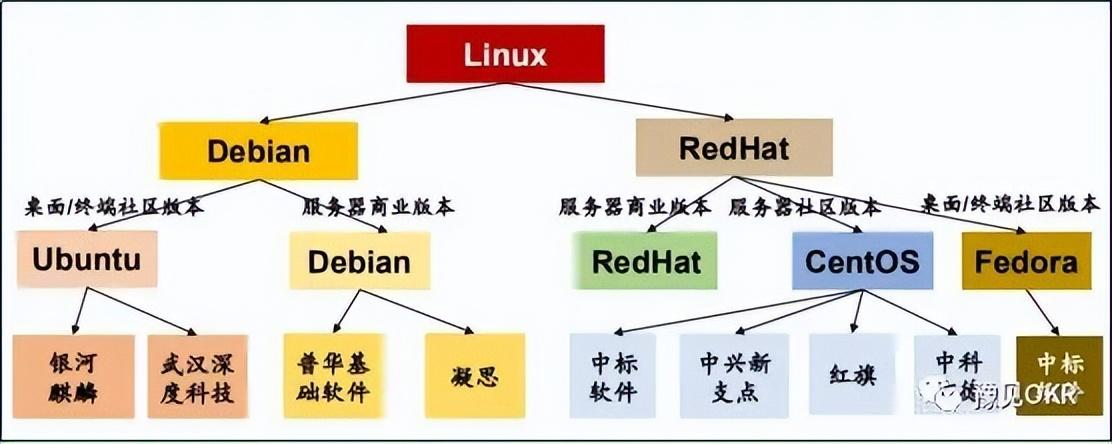 Linux
Debian
RedHat
桌面/终端社区版本
服务器商业版本
服务器商业版本
服务器社区版本
桌面/终端社区版本
Ubuntu
Debian
RedHat
CentOS
Fedora
银河
麒麟
武汉深
度科技
普华基
础软件
凝思
中标
软件
中兴新
支点
红旗
中科
中标
豫见OKR